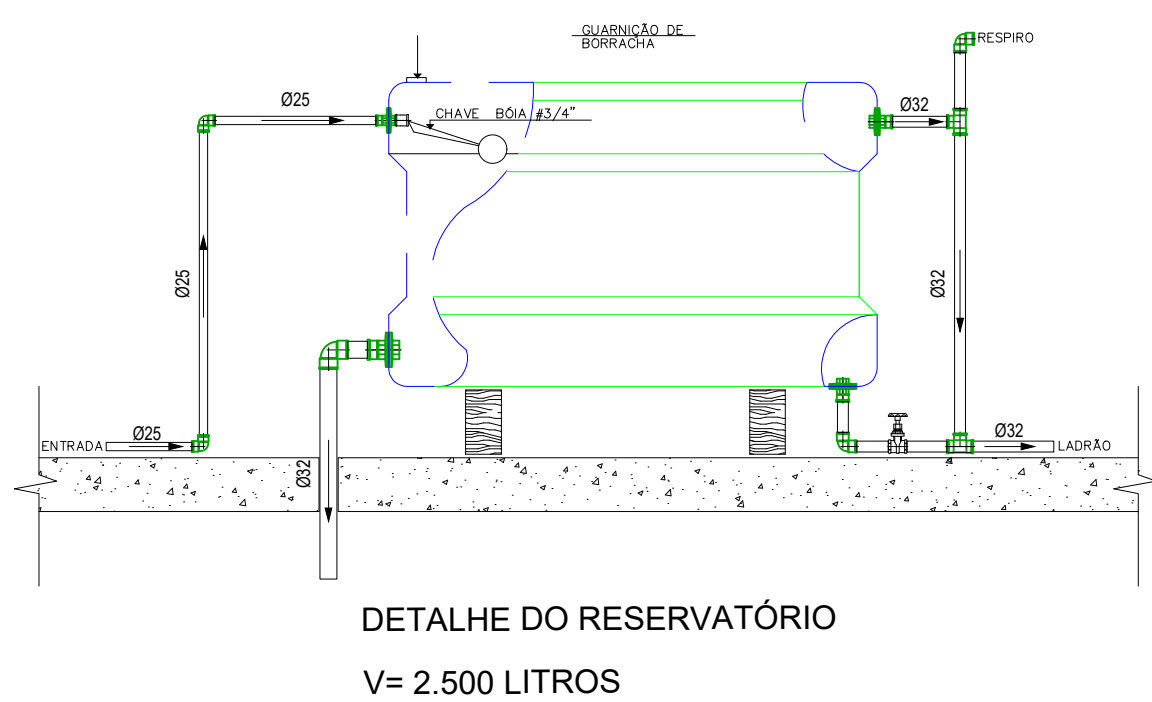 GUARNIÇÃO DE
BORRACHA
RESPIRO
Ø25
CHAVE BÓIA #3/4"
Ø32
Ø25
Ø32
ENTRADA
Ø25
Ø32
LADRÃO
Ø32
DETALHE DO RESERVATÓRIO
V= 2.500 LITROS